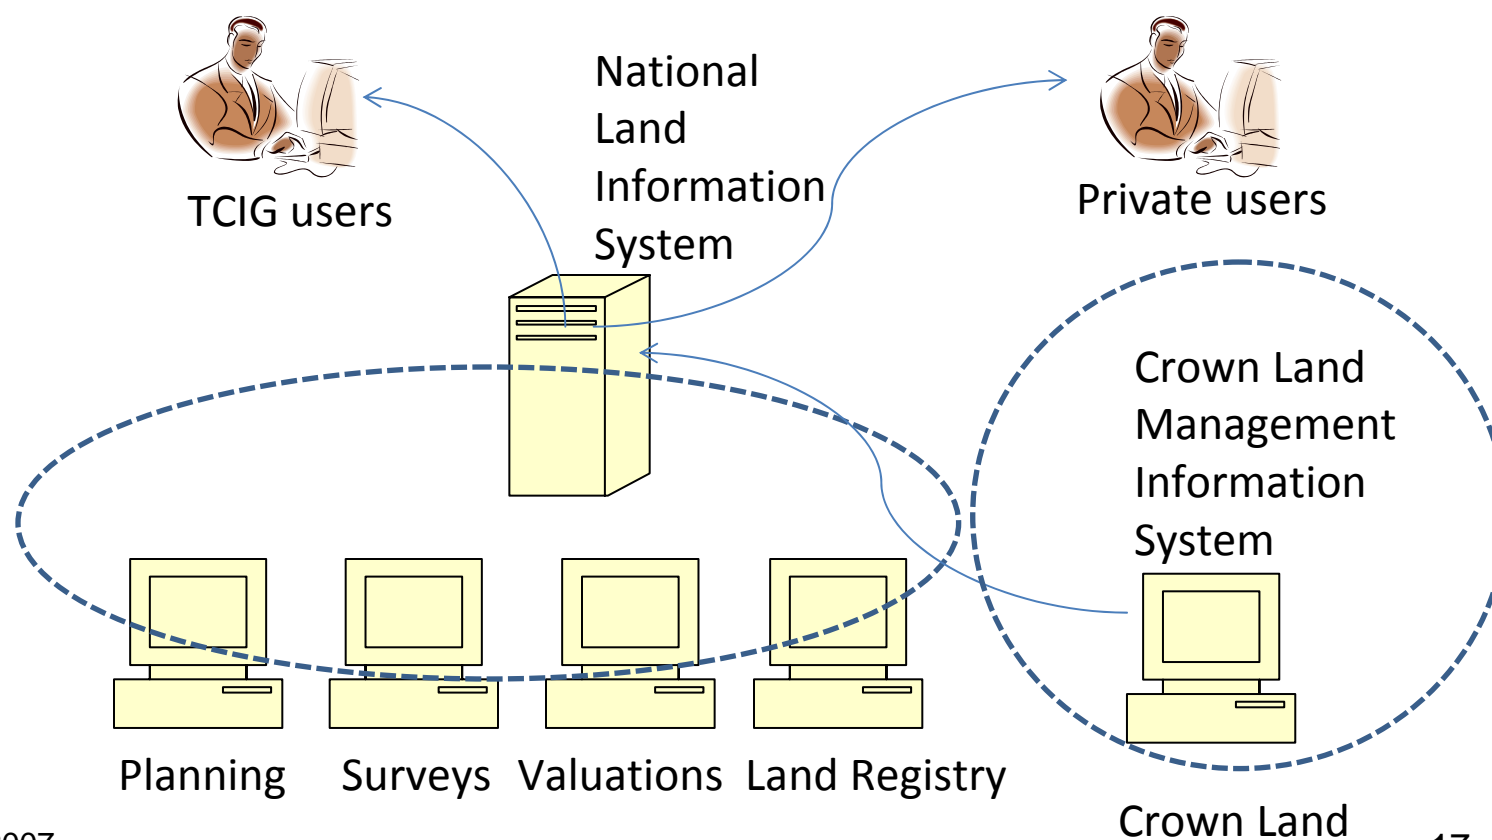 National
Land
Information
System
TCIG users
Private users
Crown Land
Management
Information
System
Planning
Surveys
Valuations
Land Registry
Crown Land